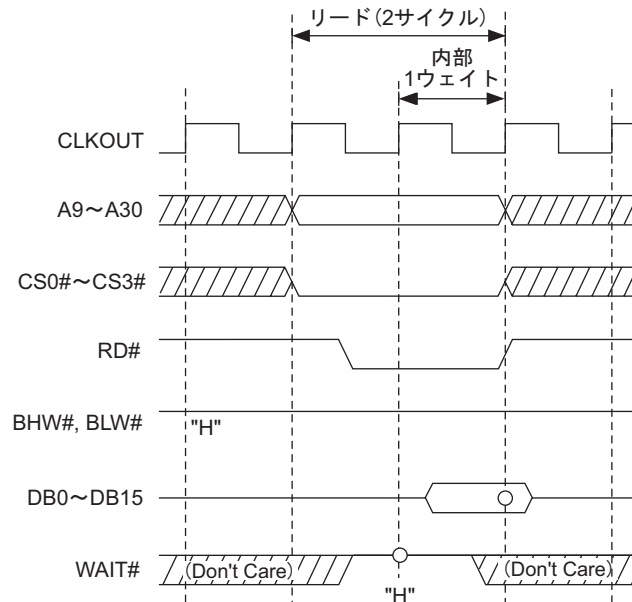 リード（2サイクル）
内部
1ウェイト
CLKOUT
A9～A30
CS0#～CS3#
RD#
BHW#, BLW#
"H"
DB0～DB15
WAIT#
(Don't Care)
(Don't Care)
"H"